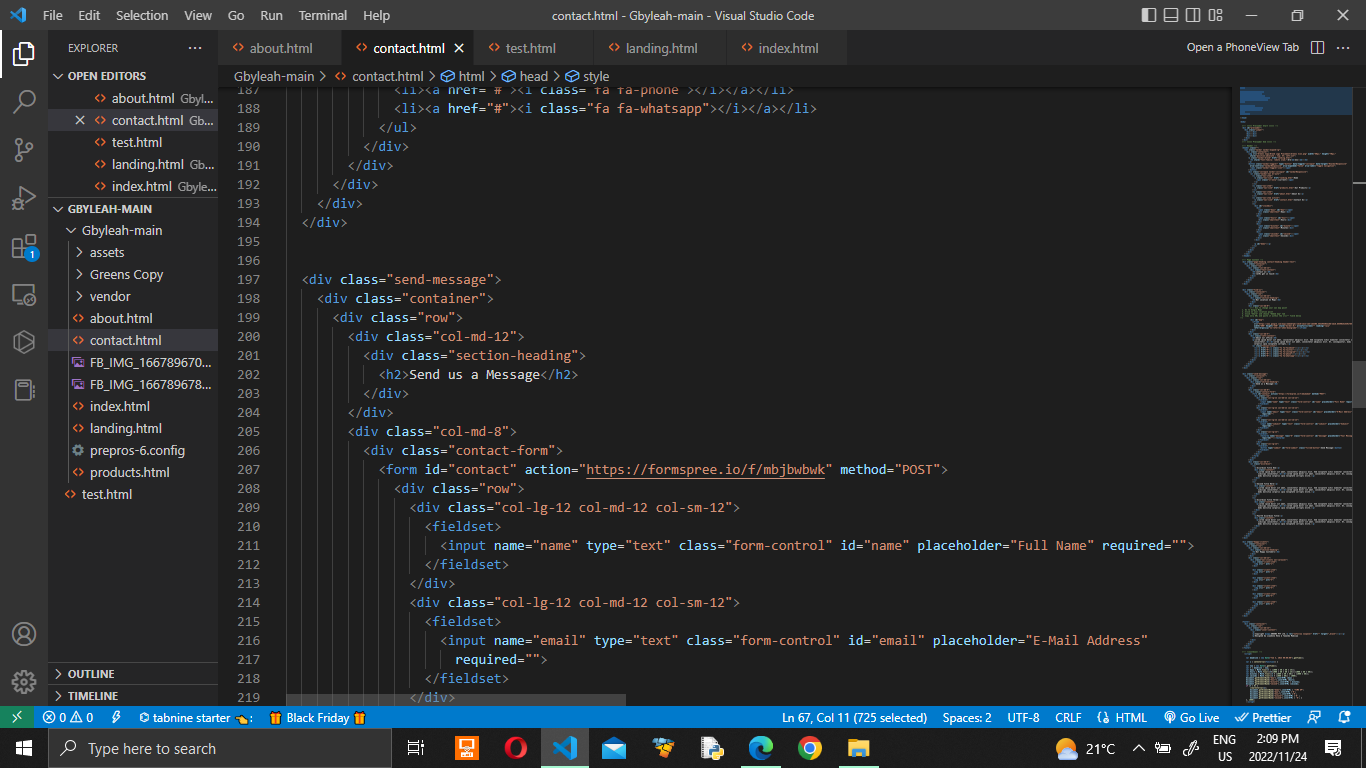 File Edit Selection View Go Run Terminal Help
contact.html - Gbyleah-main - Visual Studio Code
EXPLORER
OPEN EDITORS
about.html Gbyl...
contact.html Gb...
test.html
landing.html Gb...
index.html Gbyle...
GBYLEAH-MAIN
Gbyleah-main
assets
Greens Copy
vendor
about.html
contact.html
FB_IMG_166789670...
FB_IMG_166789678...
index.html
landing.html
prepros-6.config
products.html
test.html
OUTLINE
TIMELINE
about.html contact.html test.html landing.html index.html
Open a PhoneView Tab
Gbyleah-main > contact.html > html > head > style
187 <li><a href="#"><i class="fa fa-phone"></i></a></li>
188 <li><a href="#"><i class="fa fa-whatsapp"></i></a></li>
189 </ul>
190 </div>
191 </div>
192 </div>
193 </div>
194 </div>
195
196
197 <div class="send-message">
198 <div class="container">
199 <div class="row">
200 <div class="col-md-12">
201 <div class="section-heading">
202 <h2>Send us a Message</h2>
203 </div>
204 </div>
205 <div class="col-md-8">
206 <div class="contact-form">
207 <form id="contact" action="https://formspree.io/f/mbjbwbwk" method="POST">
208 <div class="row">
209 <div class="col-lg-12 col-md-12 col-sm-12">
210 <fieldset>
211 <input name="name" type="text" class="form-control" id="name" placeholder="Full Name" required="">
212 </fieldset>
213 </div>
214 <div class="col-lg-12 col-md-12 col-sm-12">
215 <fieldset>
216 <input name="email" type="text" class="form-control" id="email" placeholder="E-Mail Address"
217 required="">
218 </fieldset>
219 </div>
0 0 tabnine starter Black Friday
Ln 67, Col 11 (725 selected) Spaces: 2 UTF-8 CRLF HTML Go Live Prettier
1
Type here to search
21°C
ENG
US
2:09 PM
2022/11/24